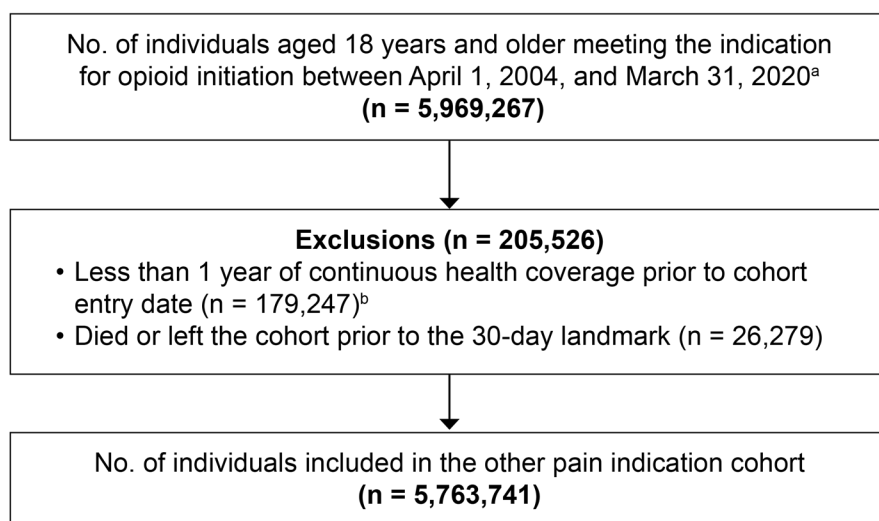 No. of individuals aged 18 years and older meeting the indication
for opioid initiation between April 1, 2004, and March 31, 2020ᵃ
(n = 5,969,267)
Exclusions (n = 205,526)
• Less than 1 year of continuous health coverage prior to cohort
entry date (n = 179,247)ᵇ
• Died or left the cohort prior to the 30-day landmark (n = 26,279)
No. of individuals included in the other pain indication cohort
(n = 5,763,741)